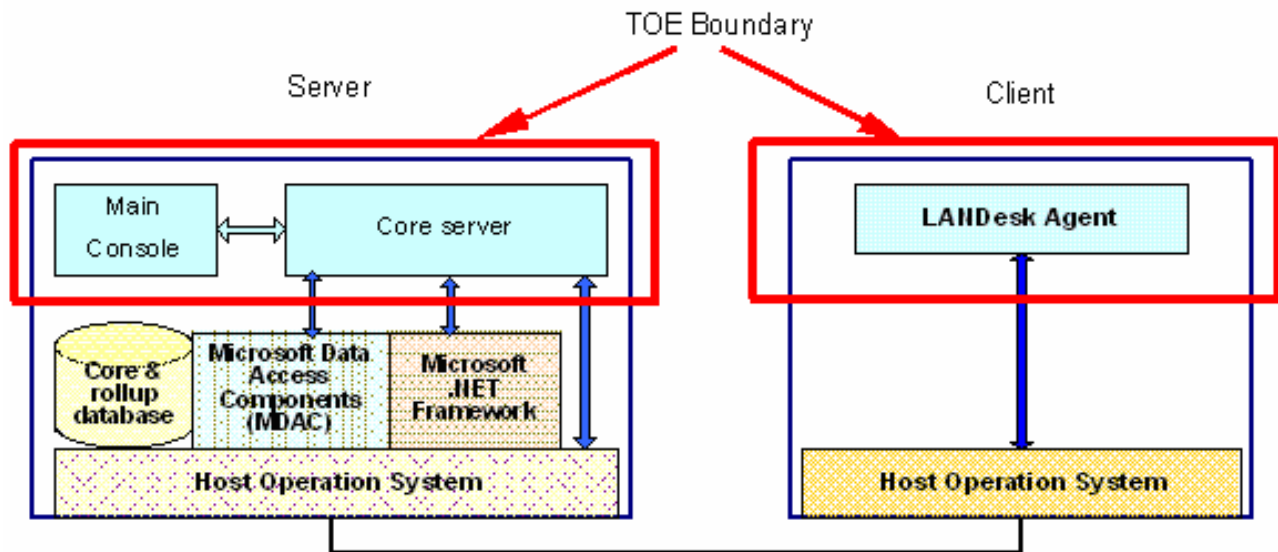 TOE Boundary
Server
Client
Main
Console
Core server
LANDesk Agent
Core &
rollup
database
Microsoft Data
Access
Components
(MDAC)
Microsoft
.NET
Framework
Host Operation System
Host Operation System